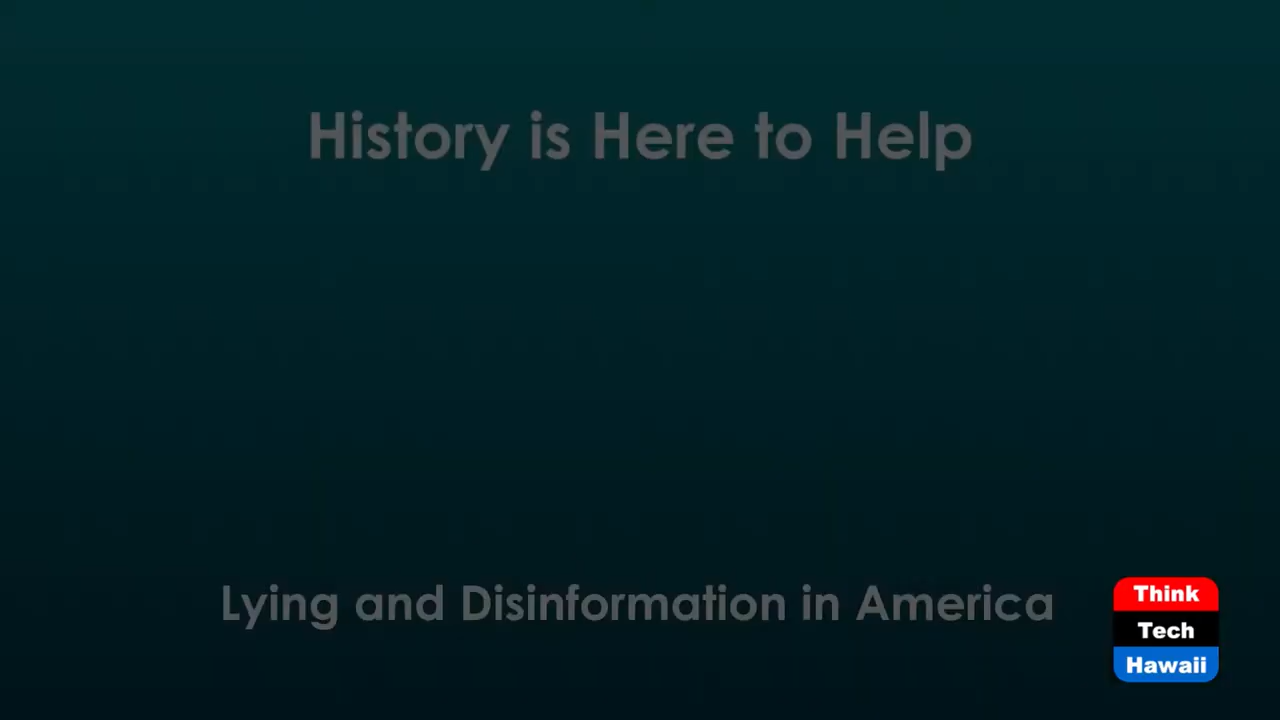 History is Here to Help
Lying and Disinformation in America
Think
Tech
Hawaii